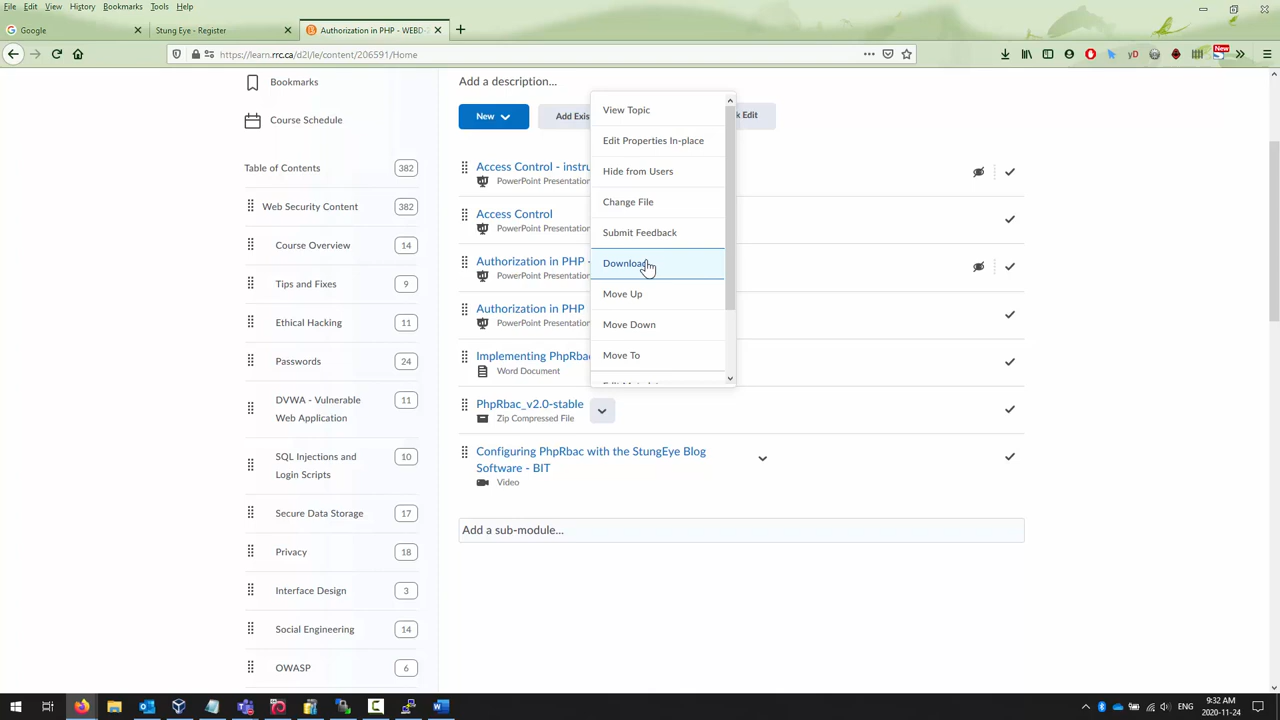 File Edit View History Bookmarks Tools Help
Google
Stung Eye - Register
Authorization in PHP - WEBD-
https://learn.rrc.ca/d2l/le/content/206591/Home
New
Bookmarks
Course Schedule
Table of Contents 382
Web Security Content 382
Course Overview 14
Tips and Fixes 9
Ethical Hacking 11
Passwords 24
DVWA - Vulnerable
Web Application 11
SQL Injections and
Login Scripts 10
Secure Data Storage 17
Privacy 18
Interface Design 3
Social Engineering 14
OWASP 6
Add a description...
New
Add Exis
k Edit
Access Control - instru
PowerPoint Presentation
Access Control
PowerPoint Presentation
Authorization in PHP -
PowerPoint Presentation
Authorization in PHP
PowerPoint Presentation
Implementing PhpRbac
Word Document
PhpRbac_v2.0-stable
Zip Compressed File
Configuring PhpRbac with the StungEye Blog
Software - BIT
Video
Add a sub-module...
View Topic
Edit Properties In-place
Hide from Users
Change File
Submit Feedback
Download
Move Up
Move Down
Move To
ENG
9:32 AM
2020-11-24